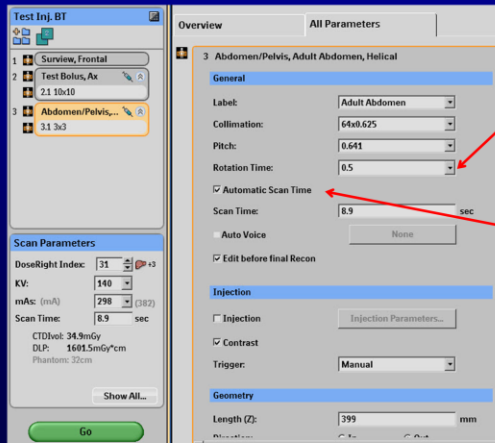 Test Inj. BT
1 Surview, Frontal
2 Test Bolus, Ax
2.1 10x10
3 Abdomen/Pelvis,...
3.1 3x3
Scan Parameters
DoseRight Index: 31 +3
KV: 140
mAs: (mA) 298 (382)
Scan Time: 8.9 sec
CTDIvol: 34.9mGy
DLP: 1601.5mGy*cm
Phantom: 32cm
Show All...
Go
Overview All Parameters
3 Abdomen/Pelvis, Adult Abdomen, Helical
General
Label: Adult Abdomen
Collimation: 64x0.625
Pitch: 0.641
Rotation Time: 0.5
Automatic Scan Time
Scan Time: 8.9 sec
Auto Voice None
Edit before final Recon
Injection
Injection Injection Parameters...
Contrast
Trigger: Manual
Geometry
Length (Z): 399 mm
Direction: In Out